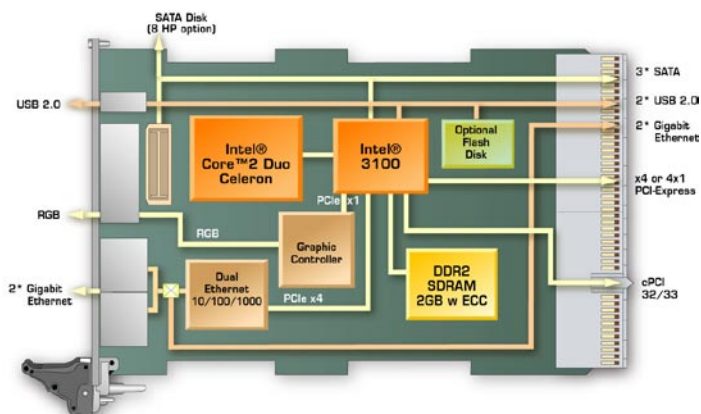 SATA Disk
(8 HP option)
3* SATA
USB 2.0
2* USB 2.0I
2* Gigabit
Ethernet
Intel®
Core™2 Duo
Celeron
Intel®
3100
Optional
Flash
Disk
x4 or 4x1
PCI-Express
PCIe x1
RGB
RGB
Graphic
Controller
DDR2
SDRAM
2GB w ECC
cPCI
32/33
2* Gigabit
Ethernet
Dual
Ethernet
10/100/1000
PCIe x4